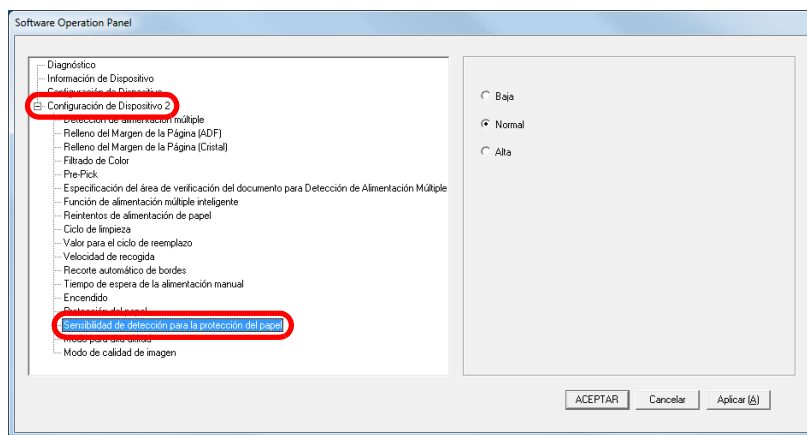 Software Operation Panel
Diagnóstico
Información de Dispositivo
Configuración de Dispositivo
Configuración de Dispositivo 2
Detección de alimentación múltiple
Relleno del Margen de la Página (ADF)
Relleno del Margen de la Página (Cristal)
Filtrado de Color
Pre-Pick
Especificación del área de verificación del documento para Detección de Alimentación Múltiple
Función de alimentación múltiple inteligente
Reintentos de alimentación de papel
Ciclo de limpieza
Valor para el ciclo de reemplazo
Velocidad de recogida
Recorte automático de bordes
Tiempo de espera de la alimentación manual
Encendido
Protección del papel
Sensibilidad de detección para la protección del papel
Modo para alta altitud
Modo de calidad de imagen
Baja
Normal
Alta
ACEPTAR
Cancelar
Aplicar (A)